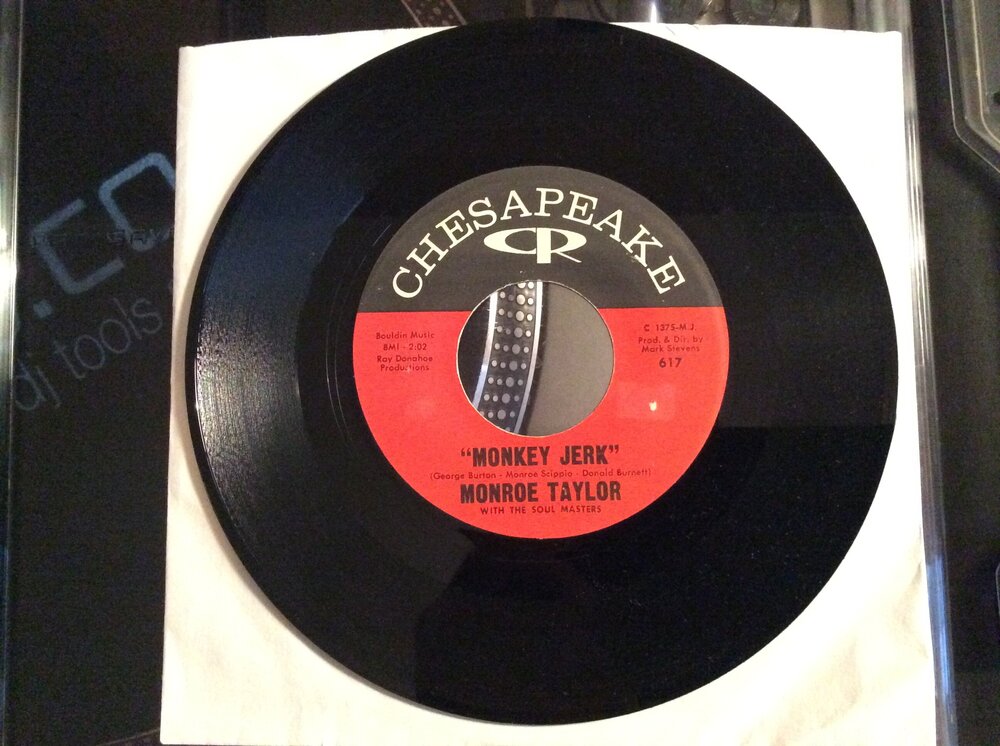 CHESAPEAKE
CR
Bouldin Music
BMI - 2:02
Ray Donahoe
Productions
C 1375-M.J.
Prod. & Dir. by
Mark Stevens
617
"MONKEY JERK"
(George Burton - Monroe Scippio - Donald Burnett)
MONROE TAYLOR
WITH THE SOUL MASTERS
.co
dj tools